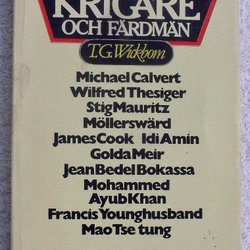 KRIGARE
OCH FÄRDMÄN
T.G. Wickbom
Michael Calvert
Wilfred Thesiger
Stig Mauritz
Möllerswärd
James Cook Idi Amin
Golda Meir
Jean Bedel Bokassa
Mohammed
Ayub Khan
Francis Younghusband
Mao Tse tung